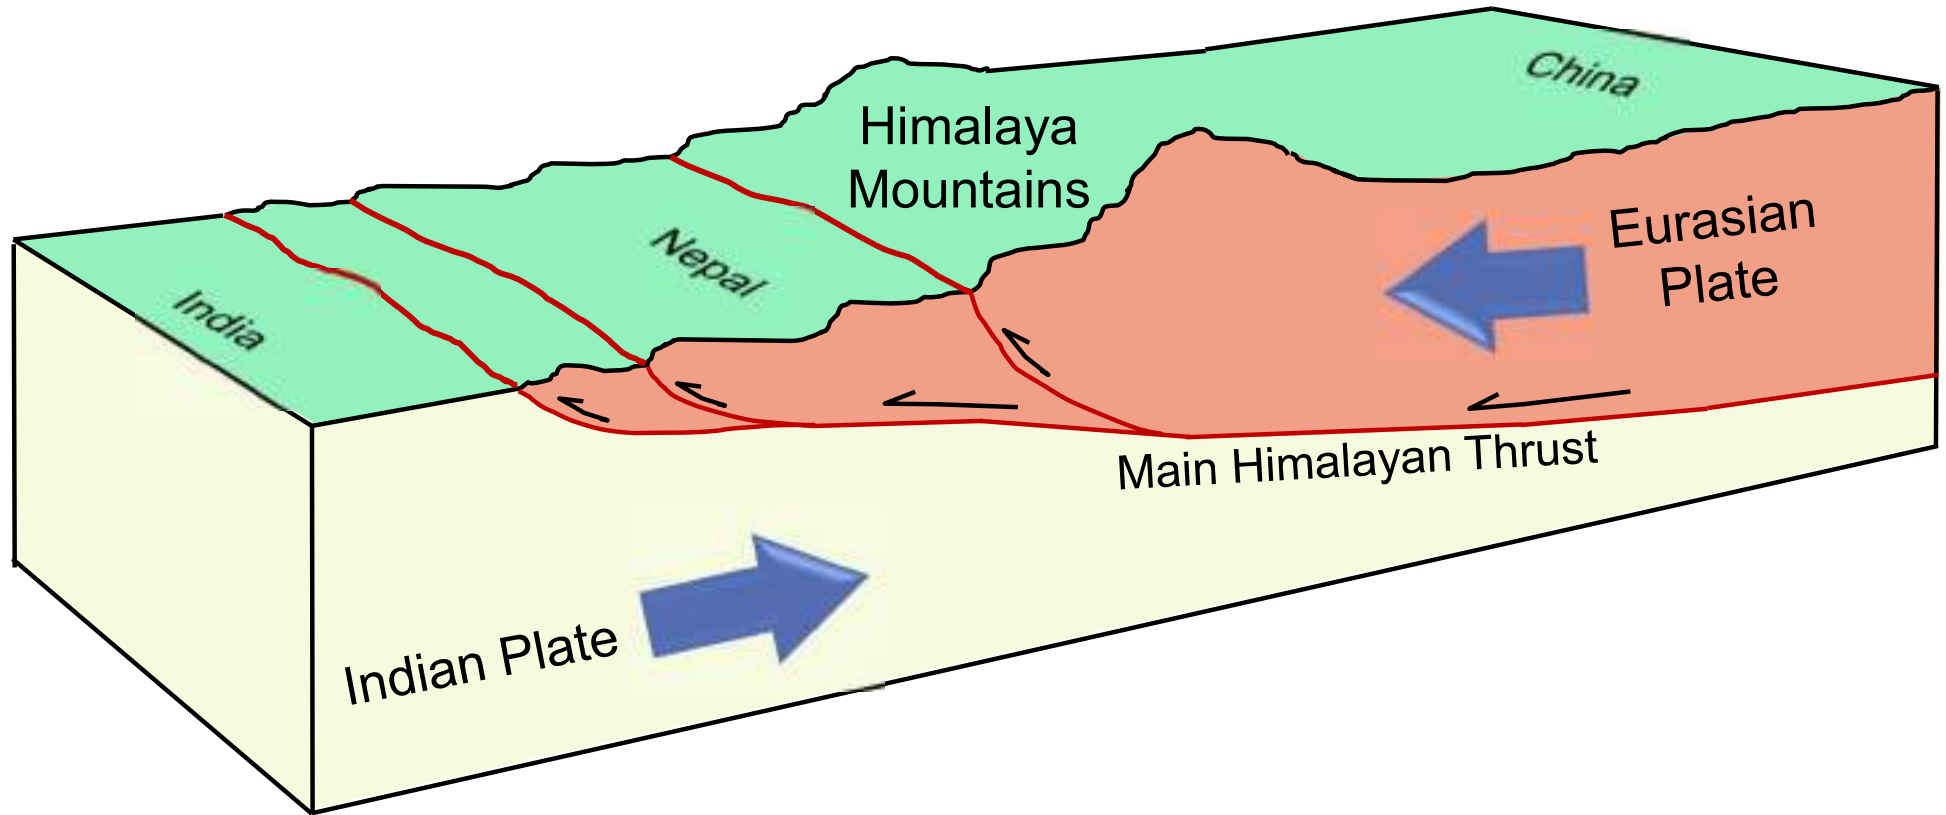 China
Himalaya
Mountains
Eurasian
Plate
Nepal
India
Main Himalayan Thrust
Indian Plate